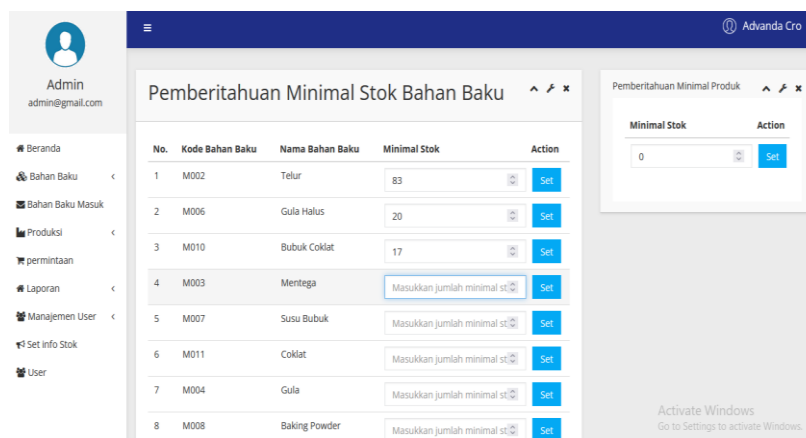 Advanda Cro
Admin
admin@gmail.com
Beranda
Bahan Baku
Bahan Baku Masuk
Produksi
permintaan
Laporan
Manajemen User
Set info Stok
User
Pemberitahuan Minimal Stok Bahan Baku
No. Kode Bahan Baku Nama Bahan Baku Minimal Stok Action
1 M002 Telur 83 Set
2 M006 Gula Halus 20 Set
3 M010 Bubuk Coklat 17 Set
4 M003 Mentega Masukkan jumlah minimal st Set
5 M007 Susu Bubuk Masukkan jumlah minimal st Set
6 M011 Coklat Masukkan jumlah minimal st Set
7 M004 Gula Masukkan jumlah minimal st Set
8 M008 Baking Powder Masukkan jumlah minimal st Set
Pemberitahuan Minimal Produk
Minimal Stok Action
0 Set
Activate Windows
Go to Settings to activate Windows.